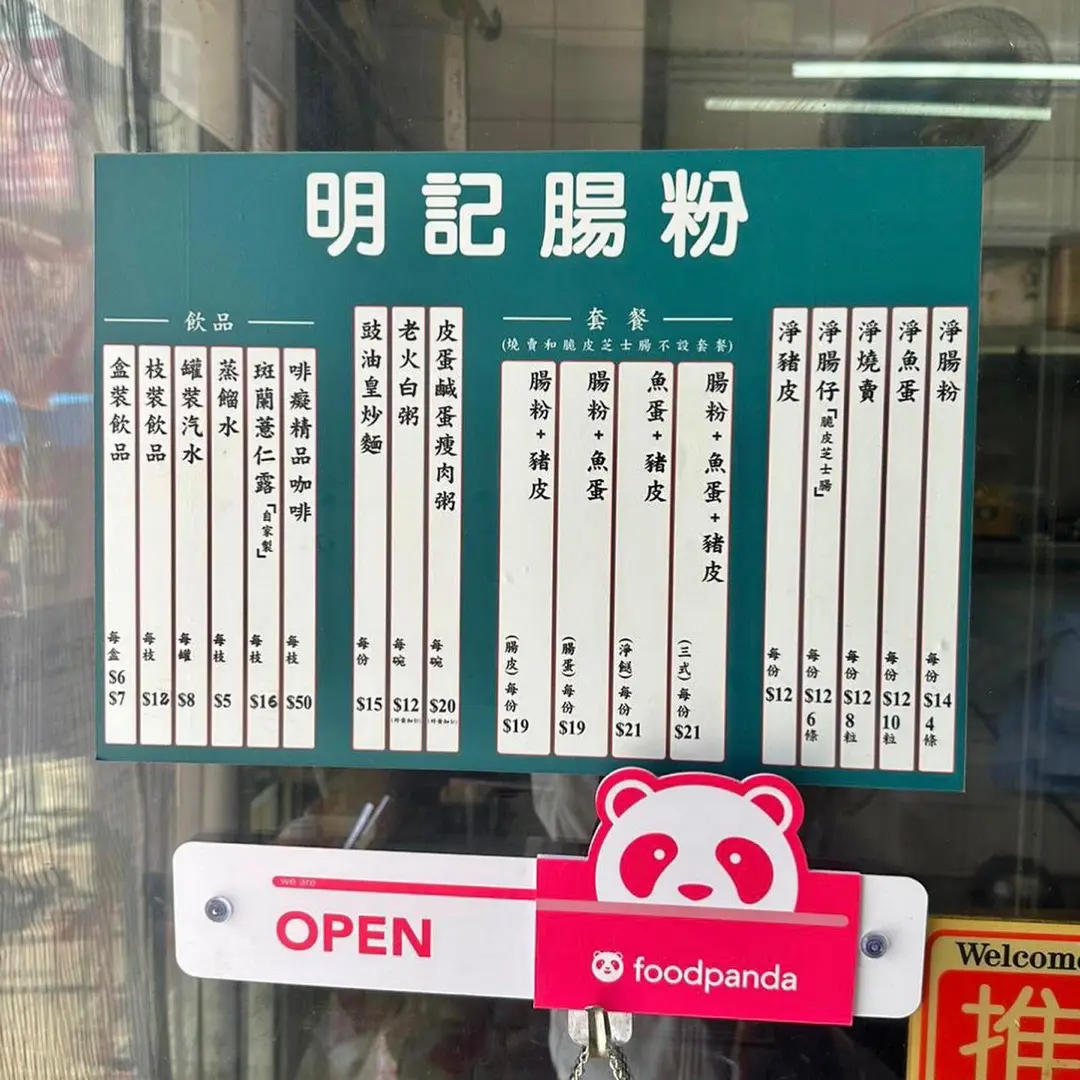 明記腸粉
淨腸粉 每份 $14 4條
淨魚蛋 每份 $12 10粒
淨燒賣 每份 $12 8粒
淨腸仔「脆皮芝士腸」 每份 $12 6條
淨豬皮 每份 $12
套餐
(燒賣和脆皮芝士腸不設套餐)
腸粉+魚蛋+豬皮 (三式)每份 $21
魚蛋+豬皮 (淨餸)每份 $21
腸粉+魚蛋 (腸蛋)每份 $19
腸粉+豬皮 (腸皮)每份 $19
皮蛋鹹蛋瘦肉粥 每碗 $20
老火白粥 每碗 $12
豉油皇炒麵 每份 $15
飲品
啡癡精品咖啡 每枝 $50
斑蘭薏仁露「自家製」 每枝 $16
蒸餾水 每枝 $5
罐裝汽水 每罐 $8
枝裝飲品 每枝 $12
盒裝飲品 每盒 $6 $7
we are
OPEN
foodpanda
Welcome
推